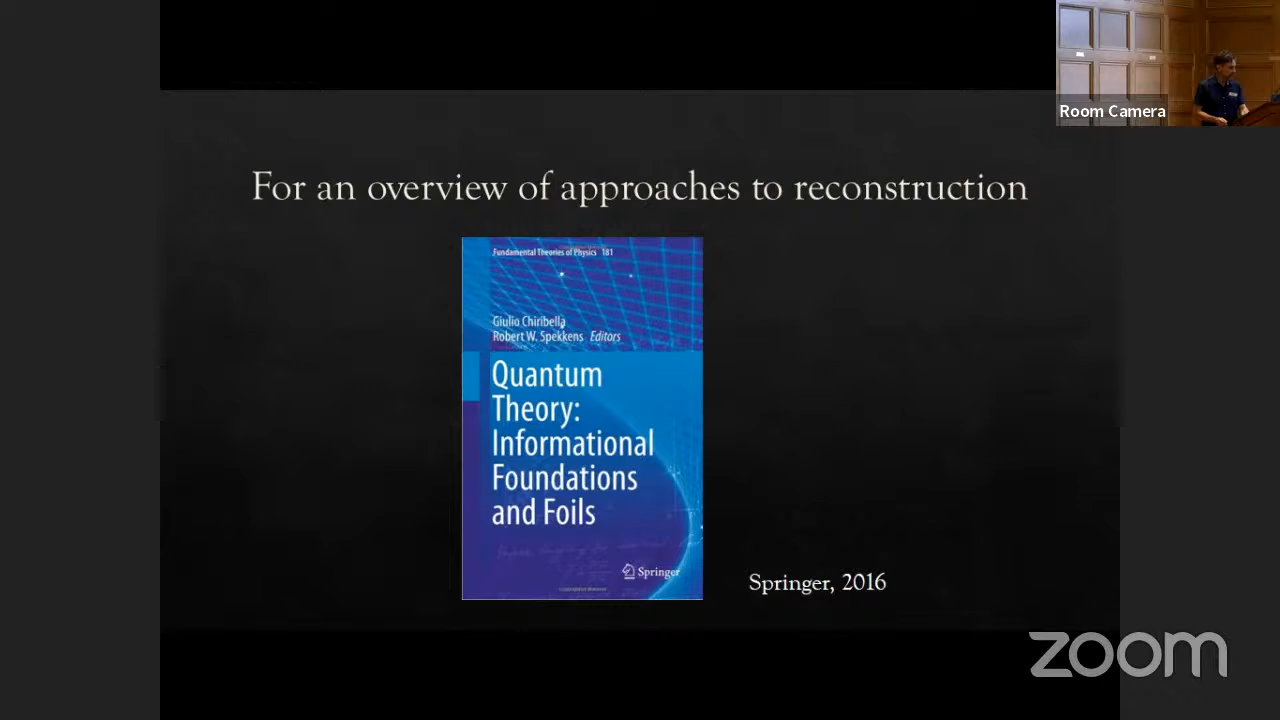 Room Camera
For an overview of approaches to reconstruction
Fundamental Theories of Physics 181
Giulio Chiribella
Robert W. Spekkens Editors
Quantum
Theory:
Informational
Foundations
and Foils
Springer
Springer, 2016
zoom